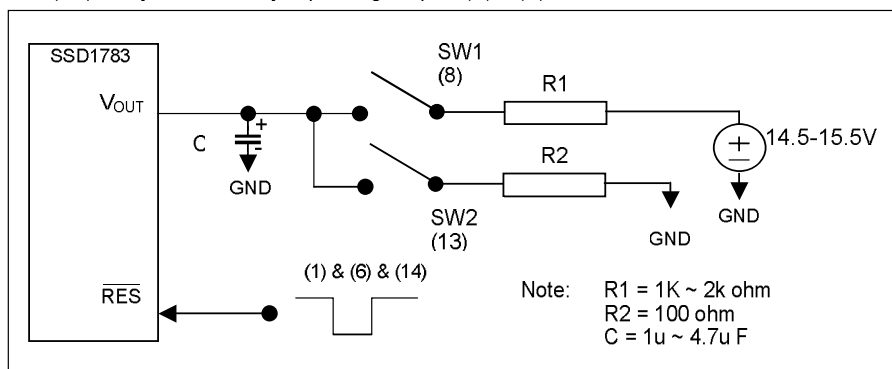 SSD1783
VOUT
C
+
-
GND
SW1
(8)
R1
14.5-15.5V
+
GND
R2
SW2
(13)
GND
RES
(1) & (6) & (14)
Note: R1 = 1K ~ 2k ohm
R2 = 100 ohm
C = 1u ~ 4.7u F